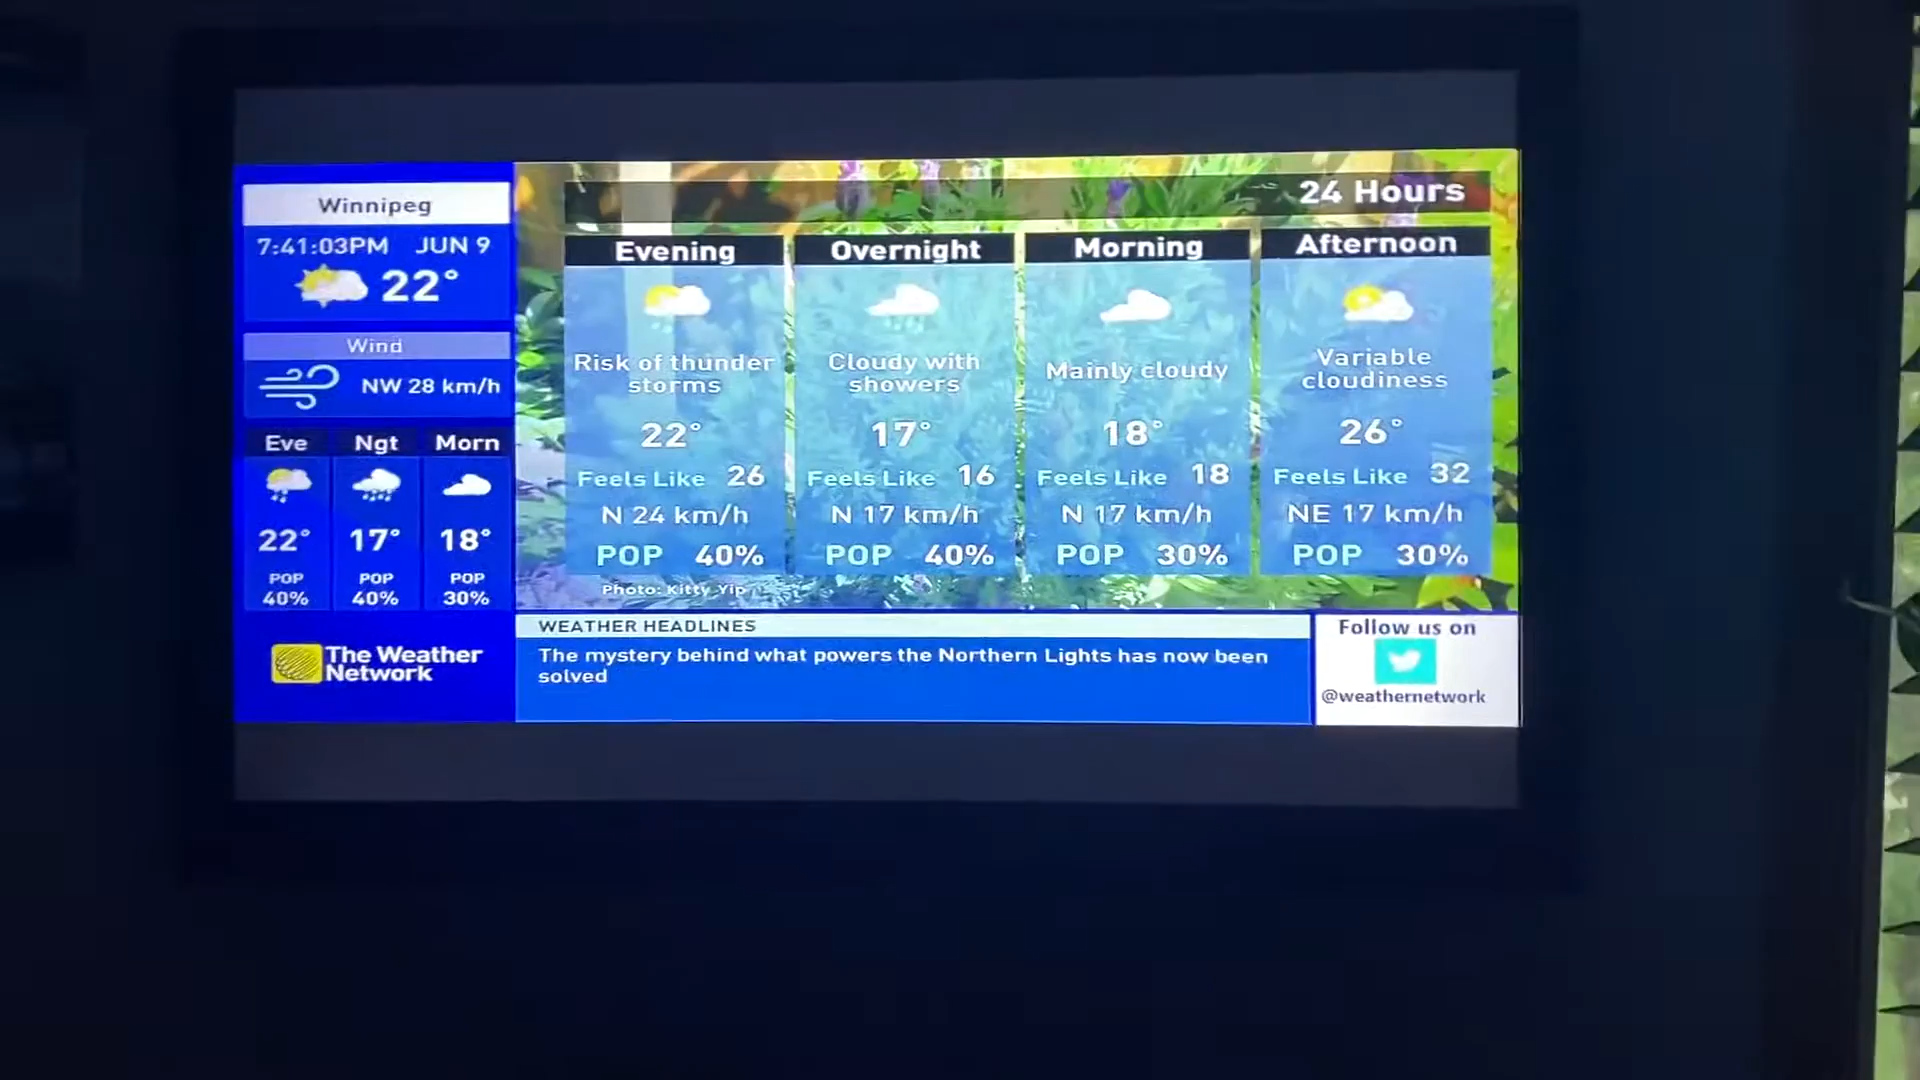 Winnipeg
7:41:03PM JUN 9
22°
Wind
NW 28 km/h
Eve Ngt Morn
22° 17° 18°
POP POP POP
40% 40% 30%
The Weather
Network
24 Hours
Evening
Risk of thunder
storms
22°
Feels Like 26
N 24 km/h
POP 40%
Overnight
Cloudy with
showers
17°
Feels Like 16
N 17 km/h
POP 40%
Morning
Mainly cloudy
18°
Feels Like 18
N 17 km/h
POP 30%
Afternoon
Variable
cloudiness
26°
Feels Like 32
NE 17 km/h
POP 30%
Photo: Kitty Yip
WEATHER HEADLINES
The mystery behind what powers the Northern Lights has now been
solved
Follow us on
@weathernetwork